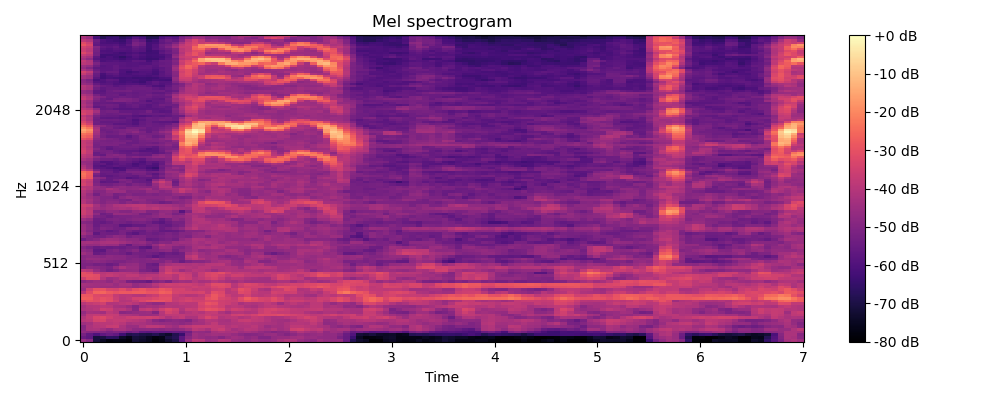 Mel spectrogram
Hz
2048
1024
512
0
0 1 2 3 4 5 6 7
Time
+0 dB
-10 dB
-20 dB
-30 dB
-40 dB
-50 dB
-60 dB
-70 dB
-80 dB